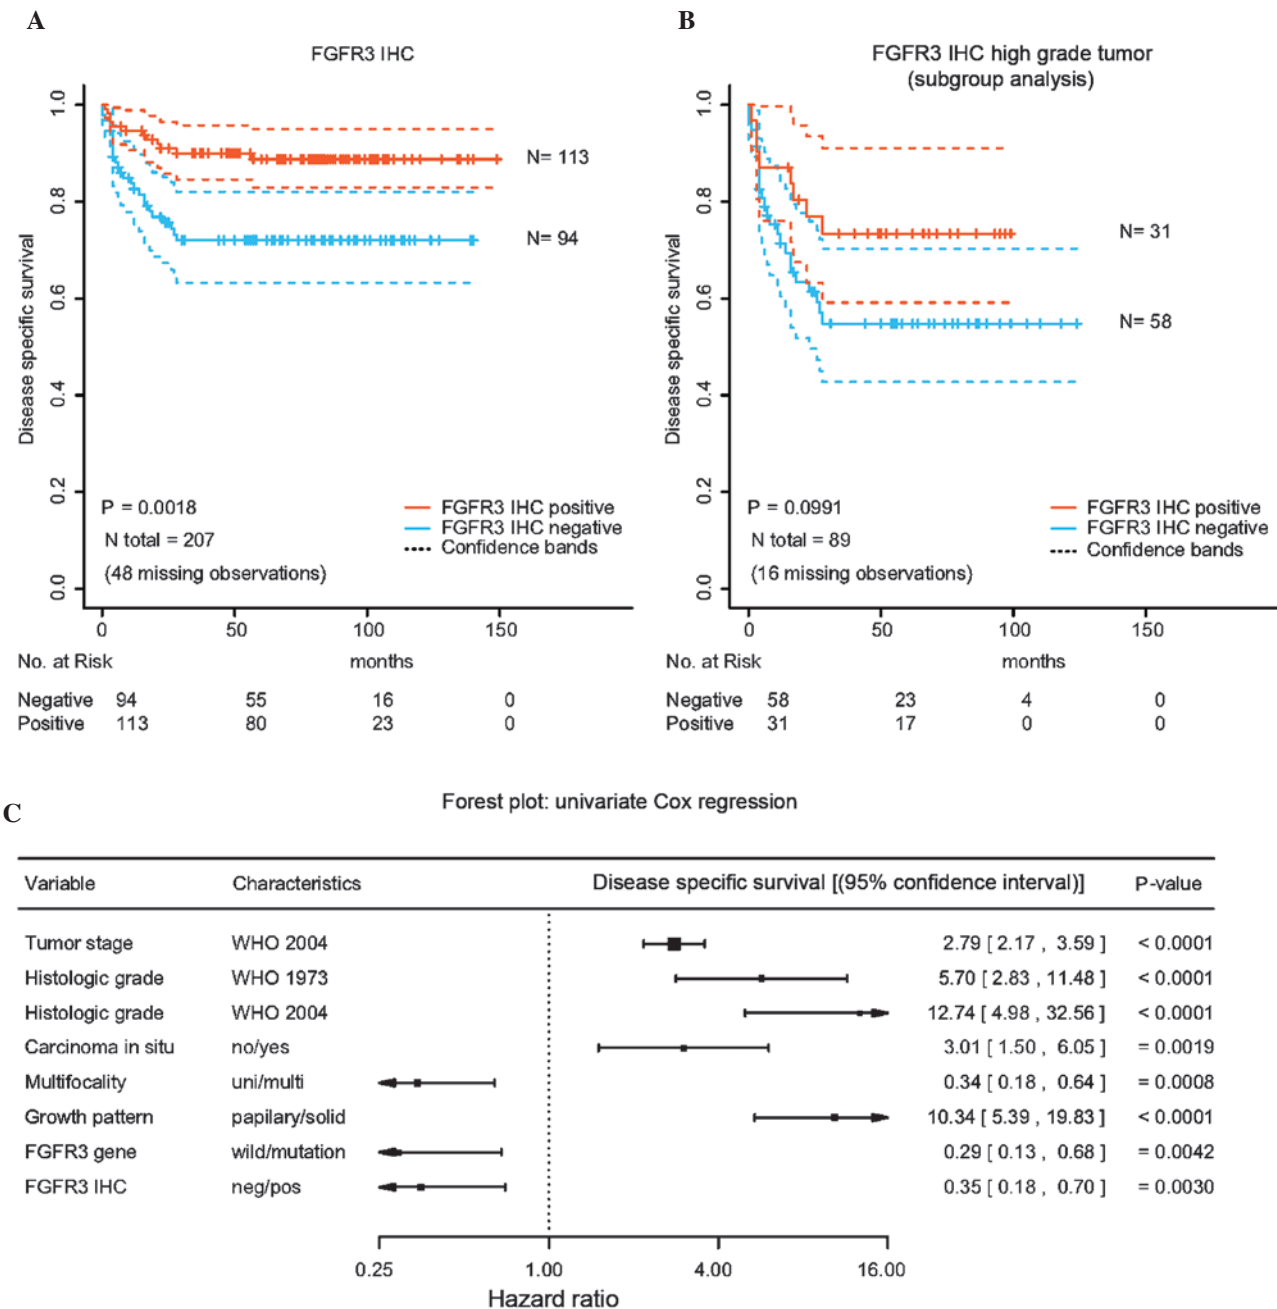 A
FGFR3 IHC
1.0
0.8
0.6
0.4
0.2
0.0
Disease specific survival
N= 113
N= 94
P = 0.0018
N total = 207
(48 missing observations)
FGFR3 IHC positive
FGFR3 IHC negative
Confidence bands
0 50 100 150
No. at Risk months
Negative 94 55 16 0
Positive 113 80 23 0
B
FGFR3 IHC high grade tumor
(subgroup analysis)
1.0
0.8
0.6
0.4
0.2
0.0
Disease specific survival
N= 31
N= 58
P = 0.0991
N total = 89
(16 missing observations)
FGFR3 IHC positive
FGFR3 IHC negative
Confidence bands
0 50 100 150
No. at Risk months
Negative 58 23 4 0
Positive 31 17 0 0
C
Forest plot: univariate Cox regression
Variable Characteristics Disease specific survival [(95% confidence interval)] P-value
Tumor stage WHO 2004 2.79 [ 2.17 , 3.59 ] < 0.0001
Histologic grade WHO 1973 5.70 [ 2.83 , 11.48 ] < 0.0001
Histologic grade WHO 2004 12.74 [ 4.98 , 32.56 ] < 0.0001
Carcinoma in situ no/yes 3.01 [ 1.50 , 6.05 ] = 0.0019
Multifocality uni/multi 0.34 [ 0.18 , 0.64 ] = 0.0008
Growth pattern papilary/solid 10.34 [ 5.39 , 19.83 ] < 0.0001
FGFR3 gene wild/mutation 0.29 [ 0.13 , 0.68 ] = 0.0042
FGFR3 IHC neg/pos 0.35 [ 0.18 , 0.70 ] = 0.0030
0.25 1.00 4.00 16.00
Hazard ratio